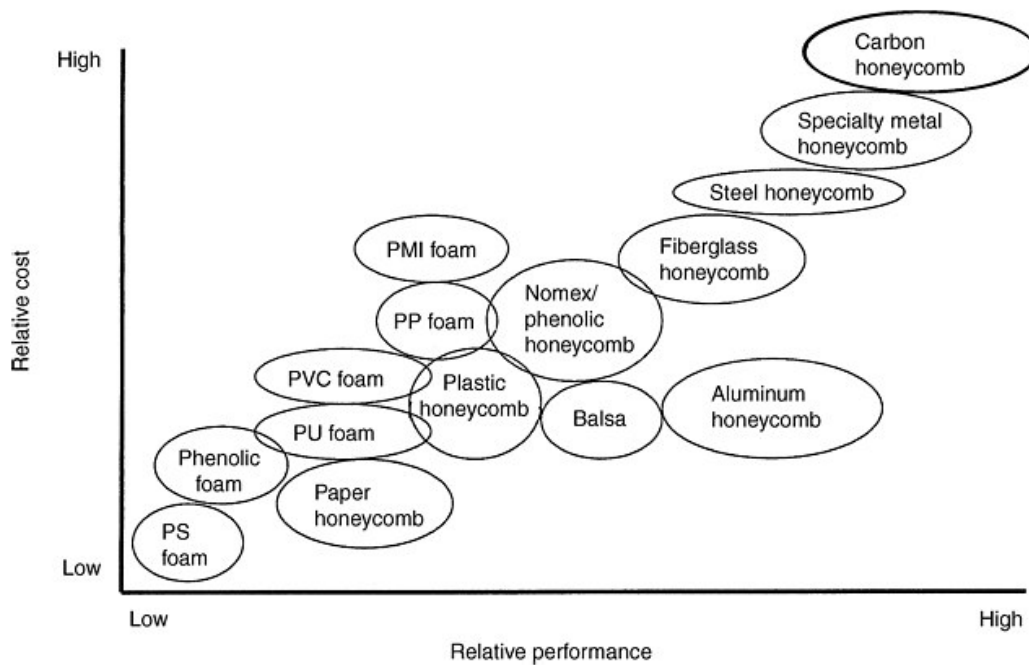 High
Carbon
honeycomb
Specialty metal
honeycomb
Steel honeycomb
PMI foam
Fiberglass
honeycomb
Nomex/
phenolic
honeycomb
PP foam
Relative cost
PVC foam
Plastic
honeycomb
Aluminum
honeycomb
Balsa
PU foam
Phenolic
foam
Paper
honeycomb
PS
foam
Low
Low
High
Relative performance